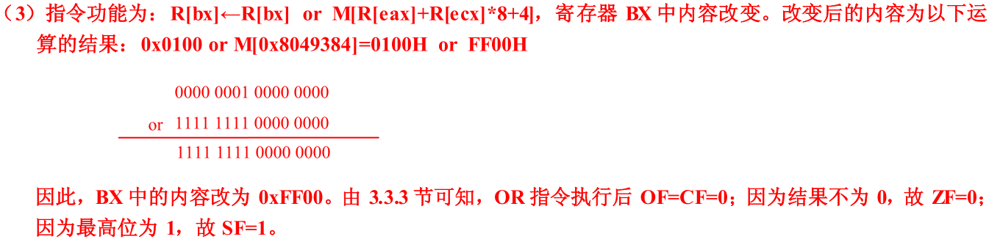 （3）指令功能为：R[bx]←R[bx] or M[R[eax]+R[ecx]*8+4]，寄存器 BX 中内容改变。改变后的内容为以下运
算的结果：0x0100 or M[0x8049384]=0100H or FF00H
0000 0001 0000 0000
or 1111 1111 0000 0000
1111 1111 0000 0000
因此，BX 中的内容改为 0xFF00。由 3.3.3 节可知，OR 指令执行后 OF=CF=0；因为结果不为 0，故 ZF=0；
因为最高位为 1，故 SF=1。